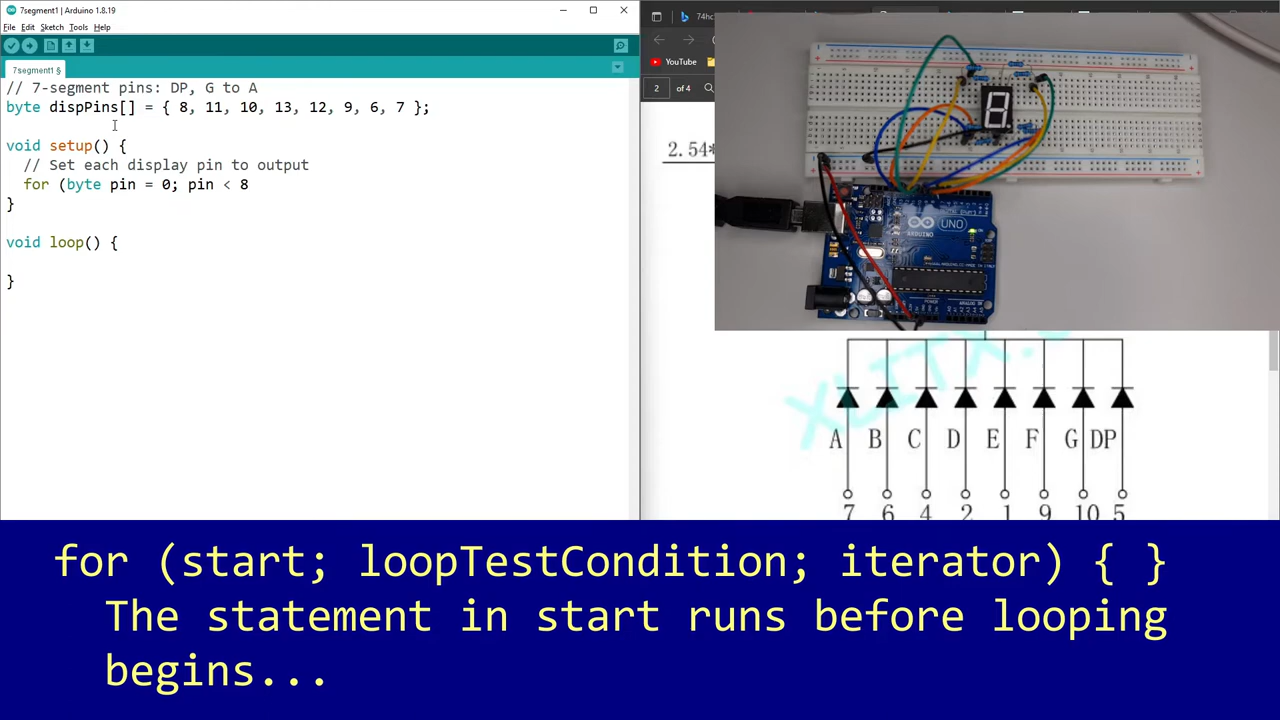 7segment1 | Arduino 1.8.19
File Edit Sketch Tools Help
7segment1 §
// 7-segment pins: DP, G to A
byte dispPins[] = { 8, 11, 10, 13, 12, 9, 6, 7 };
void setup() {
// Set each display pin to output
for (byte pin = 0; pin < 8
}
void loop() {
}
74hc
YouTube
2 of 4
2.54*
UNO
ARDUINO
A B C D E F G DP
7 6 4 2 1 9 10 5
for (start; loopTestCondition; iterator) { }
The statement in start runs before looping
begins...